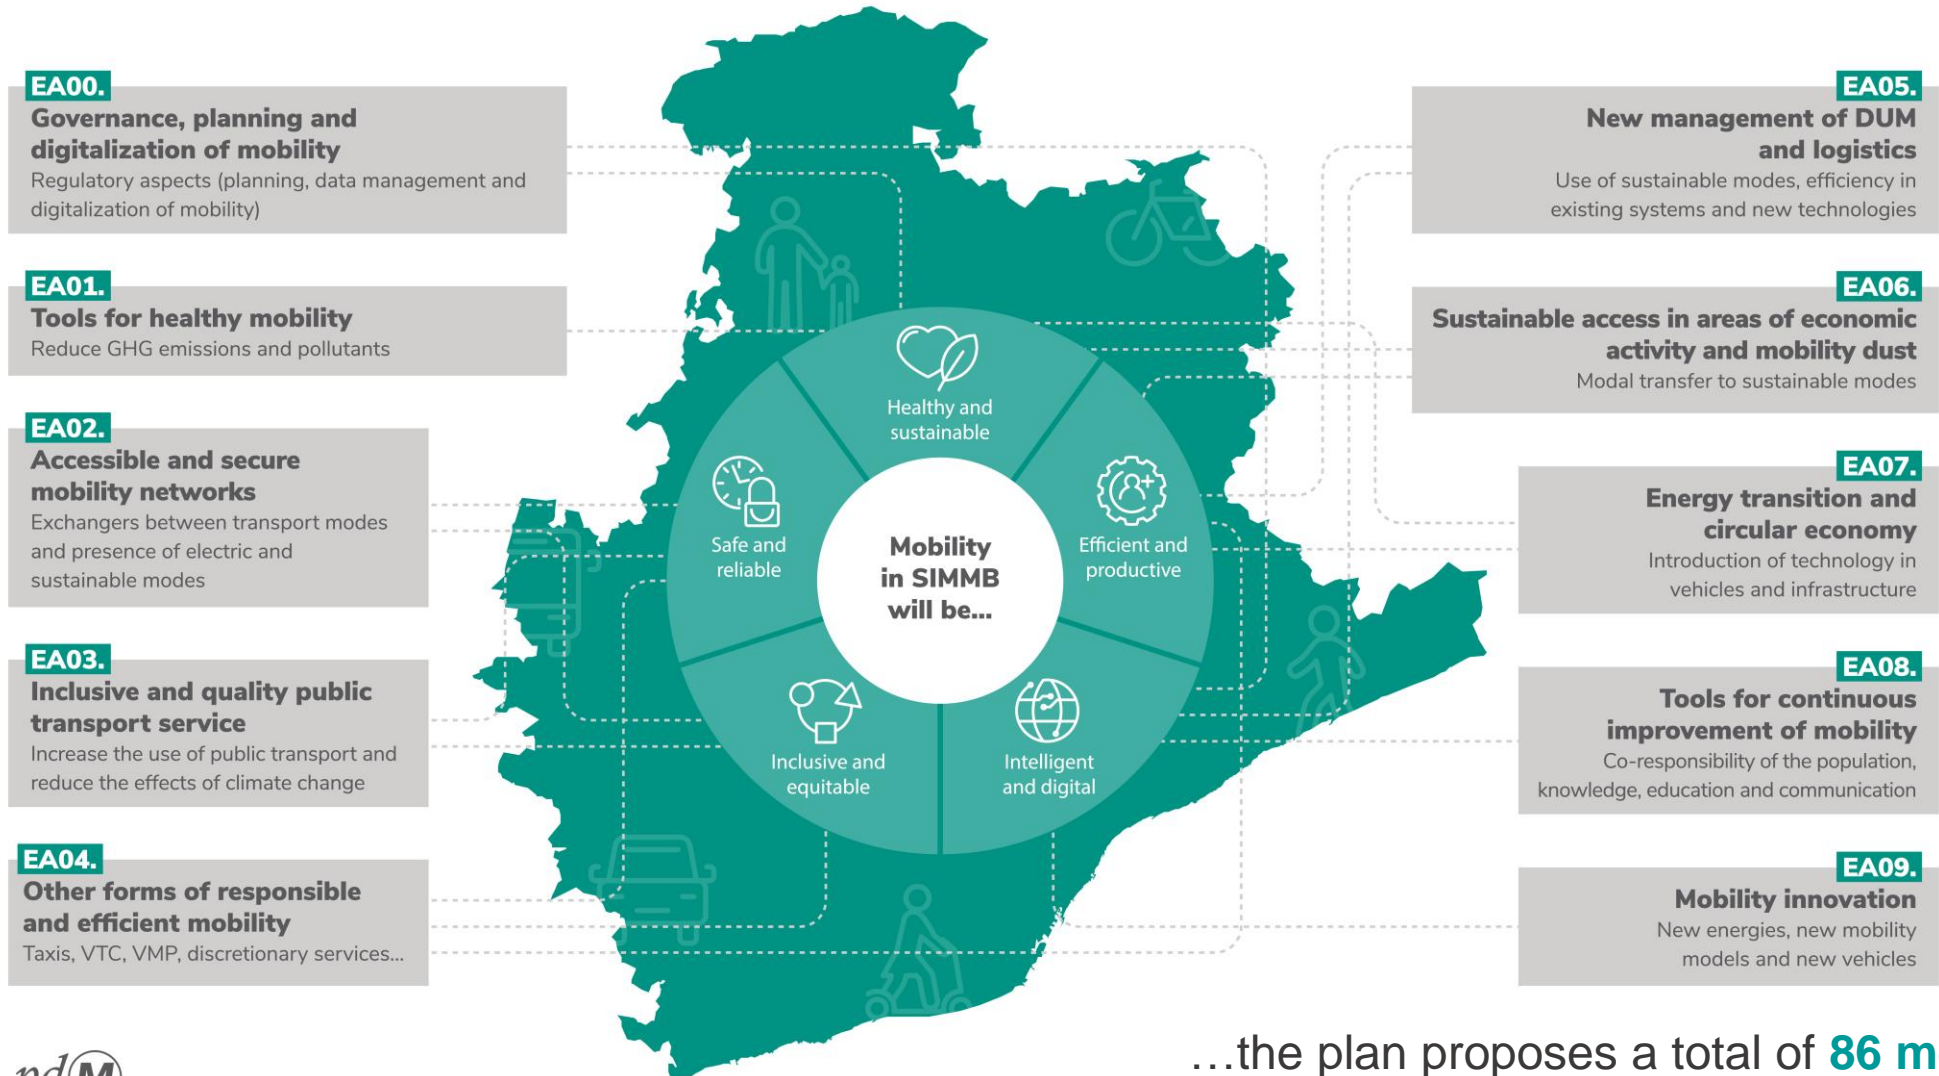 EA00.
Governance, planning and
digitalization of mobility
Regulatory aspects (planning, data management and
digitalization of mobility)
EA01.
Tools for healthy mobility
Reduce GHG emissions and pollutants
EA02.
Accessible and secure
mobility networks
Exchangers between transport modes
and presence of electric and
sustainable modes
EA03.
Inclusive and quality public
transport service
Increase the use of public transport and
reduce the effects of climate change
EA04.
Other forms of responsible
and efficient mobility
Taxis, VTC, VMP, discretionary services...
Healthy and
sustainable
Safe and
reliable
Mobility
in SIMMB
will be...
Efficient and
productive
Inclusive and
equitable
Intelligent
and digital
EA05.
New management of DUM
and logistics
Use of sustainable modes, efficiency in
existing systems and new technologies
EA06.
Sustainable access in areas of economic
activity and mobility dust
Modal transfer to sustainable modes
EA07.
Energy transition and
circular economy
Introduction of technology in
vehicles and infrastructure
EA08.
Tools for continuous
improvement of mobility
Co-responsibility of the population,
knowledge, education and communication
EA09.
Mobility innovation
New energies, new mobility
models and new vehicles
pdM
…the plan proposes a total of 86 m